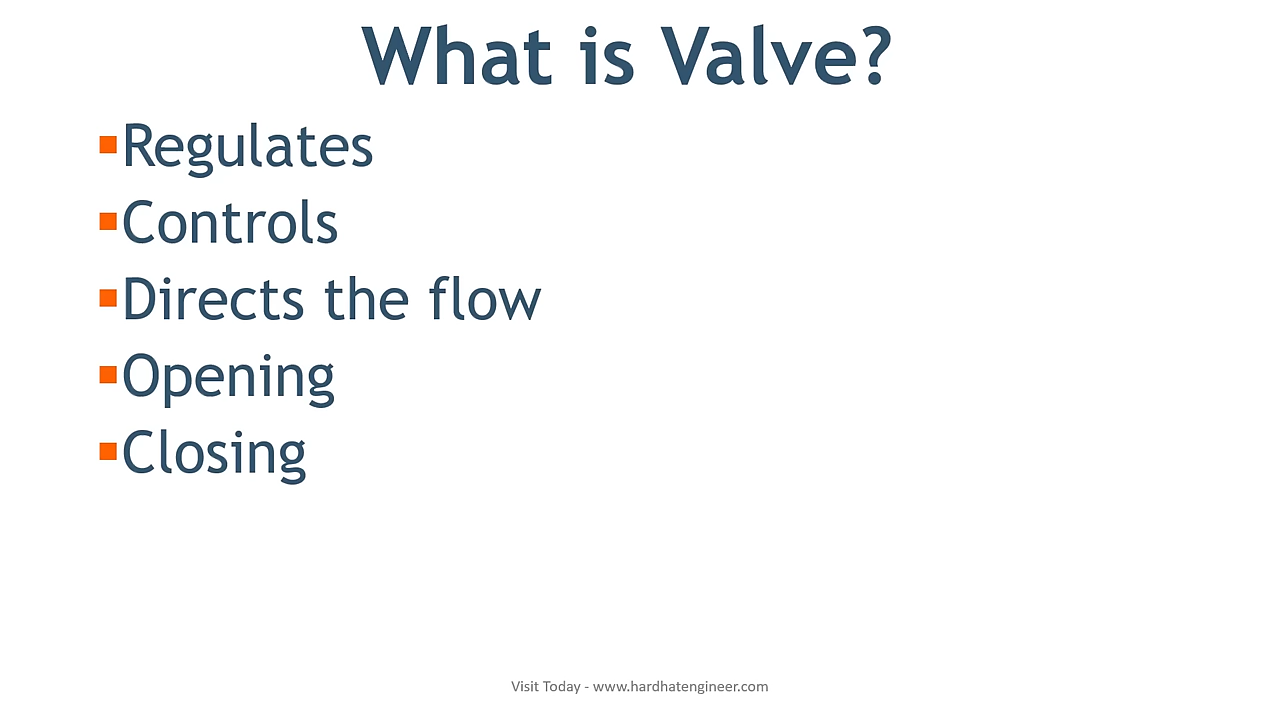 What is Valve?
Regulates
Controls
Directs the flow
Opening
Closing
Visit Today - www.hardhatengineer.com